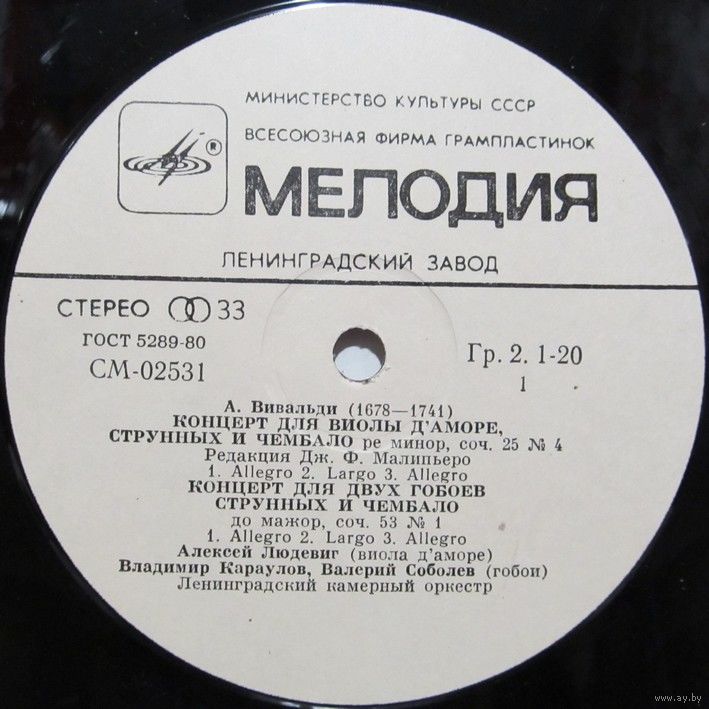 МИНИСТЕРСТВО КУЛЬТУРЫ СССР
ВСЕСОЮЗНАЯ ФИРМА ГРАМПЛАСТИНОК
®
МЕЛОДИЯ
ЛЕНИНГРАДСКИЙ ЗАВОД
СТЕРЕО 33
ГОСТ 5289-80
СМ-02531
Гр. 2. 1-20
1
А. Вивальди (1678—1741)
КОНЦЕРТ ДЛЯ ВИОЛЫ Д'АМОРЕ,
СТРУННЫХ И ЧЕМБАЛО ре минор, соч. 25 № 4
Редакция Дж. Ф. Малипьеро
1. Allegro 2. Largo 3. Allegro
КОНЦЕРТ ДЛЯ ДВУХ ГОБОЕВ
СТРУННЫХ И ЧЕМБАЛО
до мажор, соч. 53 № 1
1. Allegro 2. Largo 3. Allegro
Алексей Людевиг (виола д'аморе)
Владимир Караулов, Валерий Соболев (гобои)
Ленинградский камерный оркестр
www.ay.by